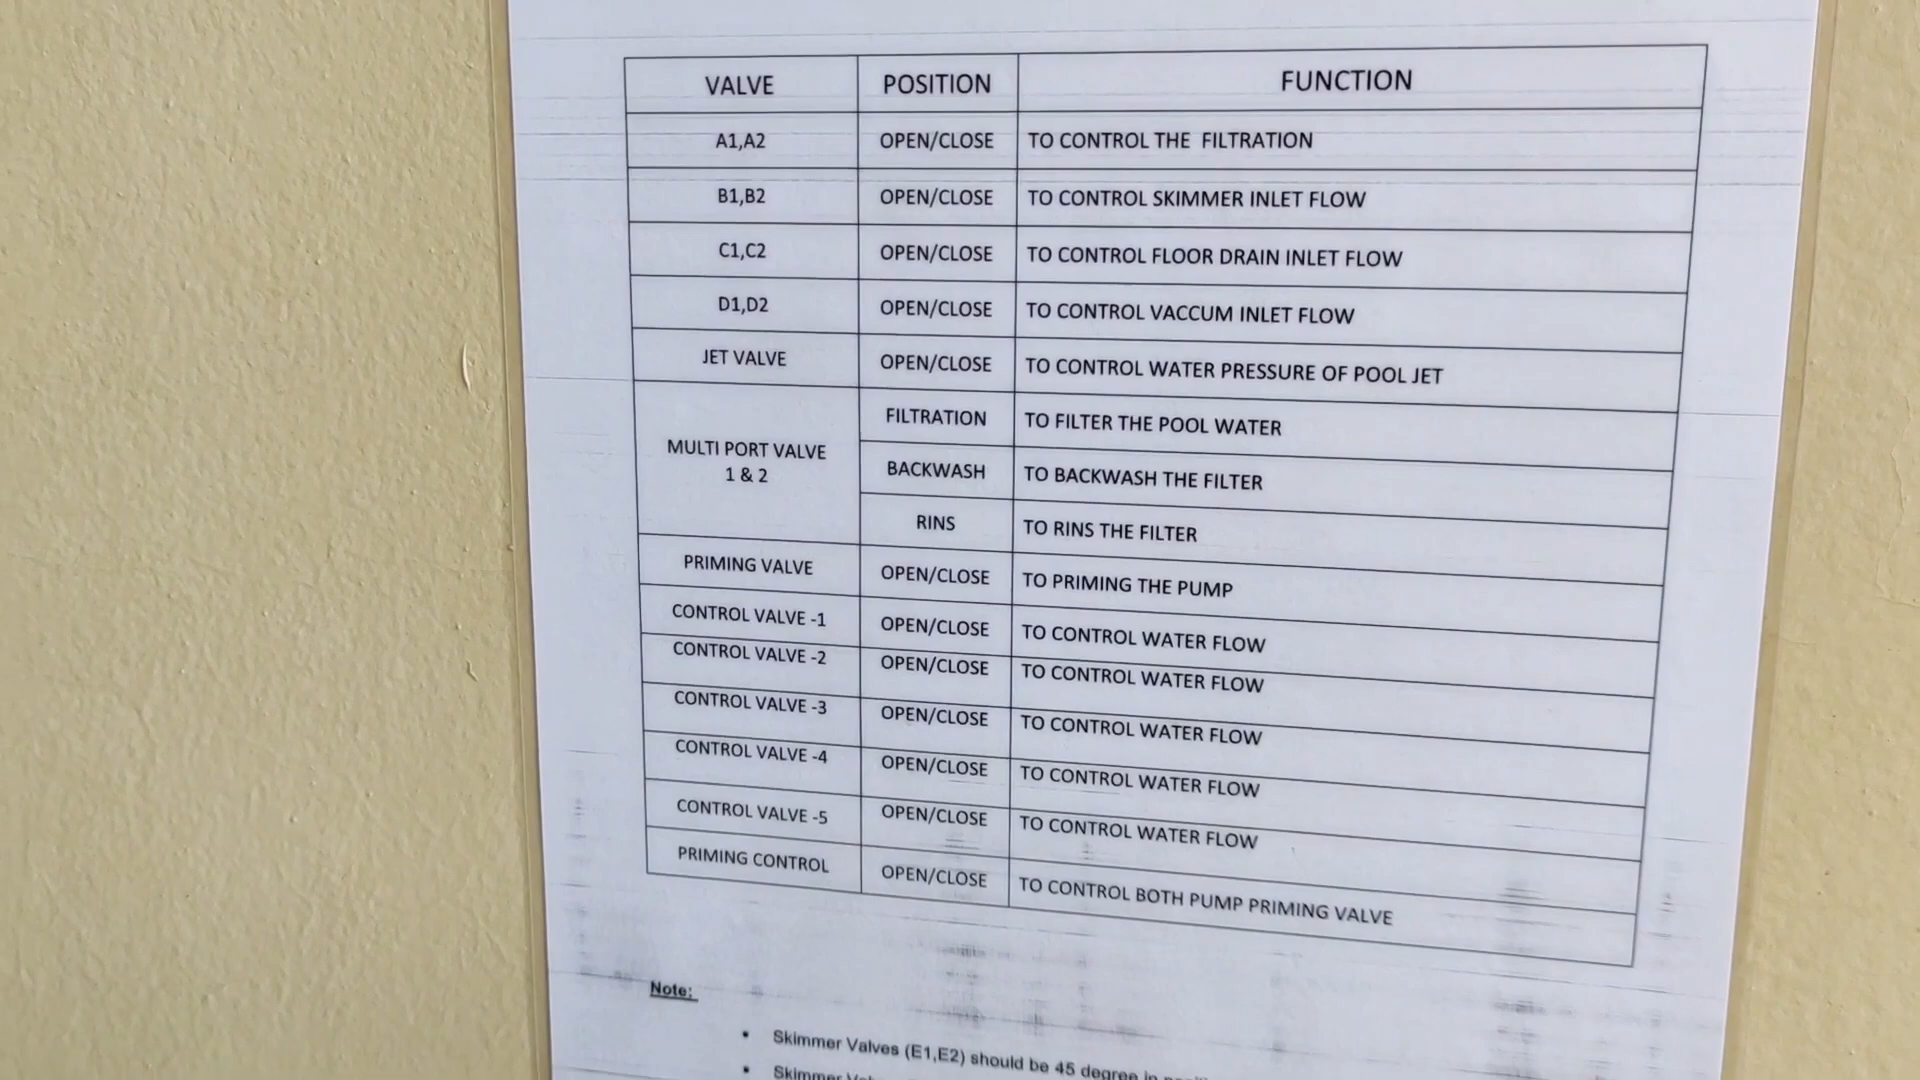 VALVE POSITION FUNCTION
A1,A2 OPEN/CLOSE TO CONTROL THE FILTRATION
B1,B2 OPEN/CLOSE TO CONTROL SKIMMER INLET FLOW
C1,C2 OPEN/CLOSE TO CONTROL FLOOR DRAIN INLET FLOW
D1,D2 OPEN/CLOSE TO CONTROL VACCUM INLET FLOW
JET VALVE OPEN/CLOSE TO CONTROL WATER PRESSURE OF POOL JET
MULTI PORT VALVE
1 & 2
FILTRATION TO FILTER THE POOL WATER
BACKWASH TO BACKWASH THE FILTER
RINS TO RINS THE FILTER
PRIMING VALVE OPEN/CLOSE TO PRIMING THE PUMP
CONTROL VALVE -1 OPEN/CLOSE TO CONTROL WATER FLOW
CONTROL VALVE -2 OPEN/CLOSE TO CONTROL WATER FLOW
CONTROL VALVE -3 OPEN/CLOSE TO CONTROL WATER FLOW
CONTROL VALVE -4 OPEN/CLOSE TO CONTROL WATER FLOW
CONTROL VALVE -5 OPEN/CLOSE TO CONTROL WATER FLOW
PRIMING CONTROL OPEN/CLOSE TO CONTROL BOTH PUMP PRIMING VALVE
Note:
• Skimmer Valves (E1,E2) should be 45 degree in
• Skimmer